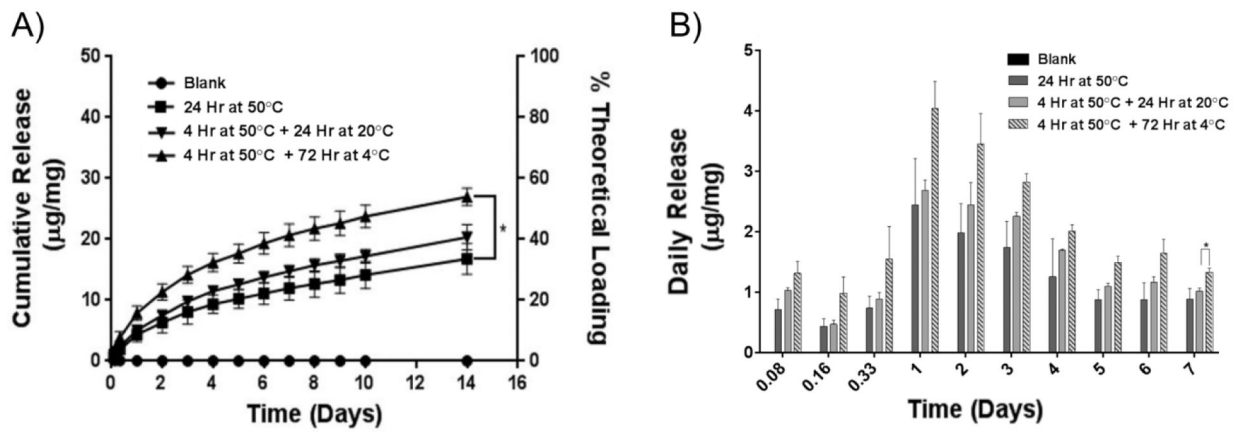 A)
50
40
30
20
10
0
100
80
60
40
20
0
Blank
24 Hr at 50°C
4 Hr at 50°C + 24 Hr at 20°C
4 Hr at 50°C + 72 Hr at 4°C
*
Cumulative Release
(µg/mg)
% Theoretical Loading
0 2 4 6 8 10 12 14 16
Time (Days)
B)
5
4
3
2
1
0
Blank
24 Hr at 50°C
4 Hr at 50°C + 24 Hr at 20°C
4 Hr at 50°C + 72 Hr at 4°C
*
Daily Release
(µg/mg)
0.08 0.16 0.33 1 2 3 4 5 6 7
Time (Days)